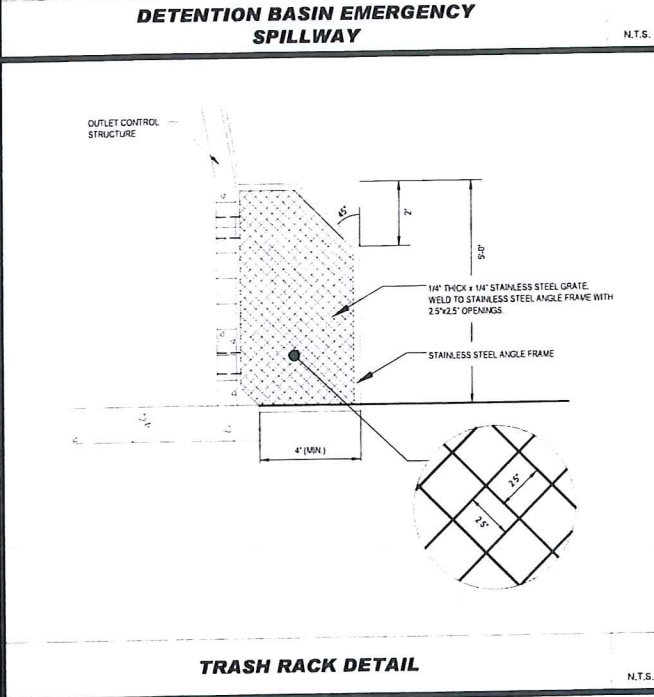 DETENTION BASIN EMERGENCY
SPILLWAY
N.T.S.
OUTLET CONTROL
STRUCTURE
45°
2'
5'-0"
1/4" THICK x 1/4" STAINLESS STEEL GRATE.
WELD TO STAINLESS STEEL ANGLE FRAME WITH
2.5"x2.5" OPENINGS.
STAINLESS STEEL ANGLE FRAME
4" (MIN.)
2.5"
2.5"
TRASH RACK DETAIL
N.T.S.